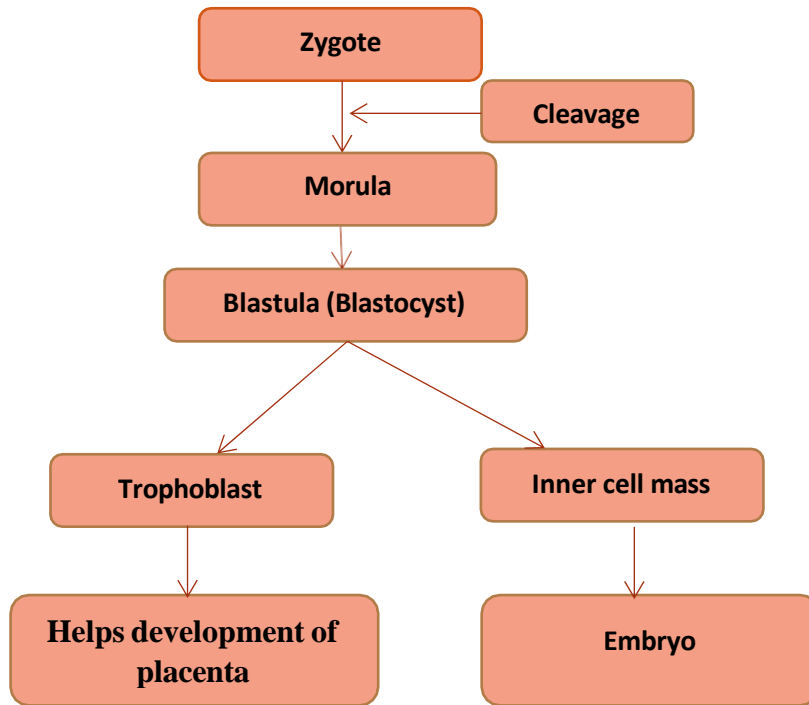 Zygote
Cleavage
Morula
Blastula (Blastocyst)
Trophoblast
Inner cell mass
Helps development of
placenta
Embryo